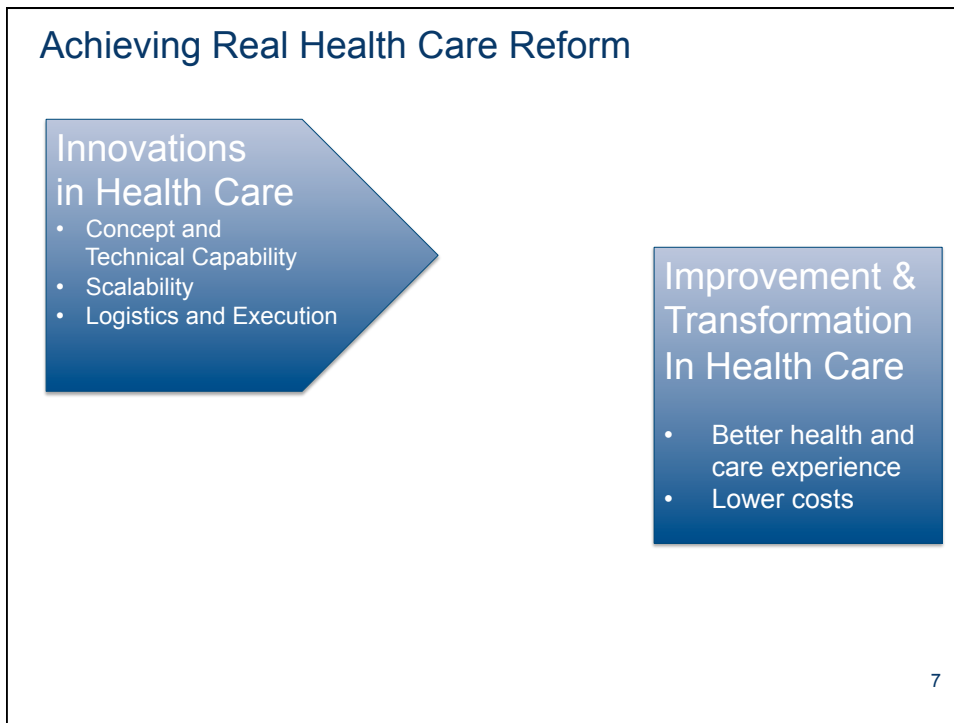 Achieving Real Health Care Reform
Innovations
in Health Care
• Concept and
Technical Capability
• Scalability
• Logistics and Execution
Improvement &
Transformation
In Health Care
• Better health and
care experience
• Lower costs
7